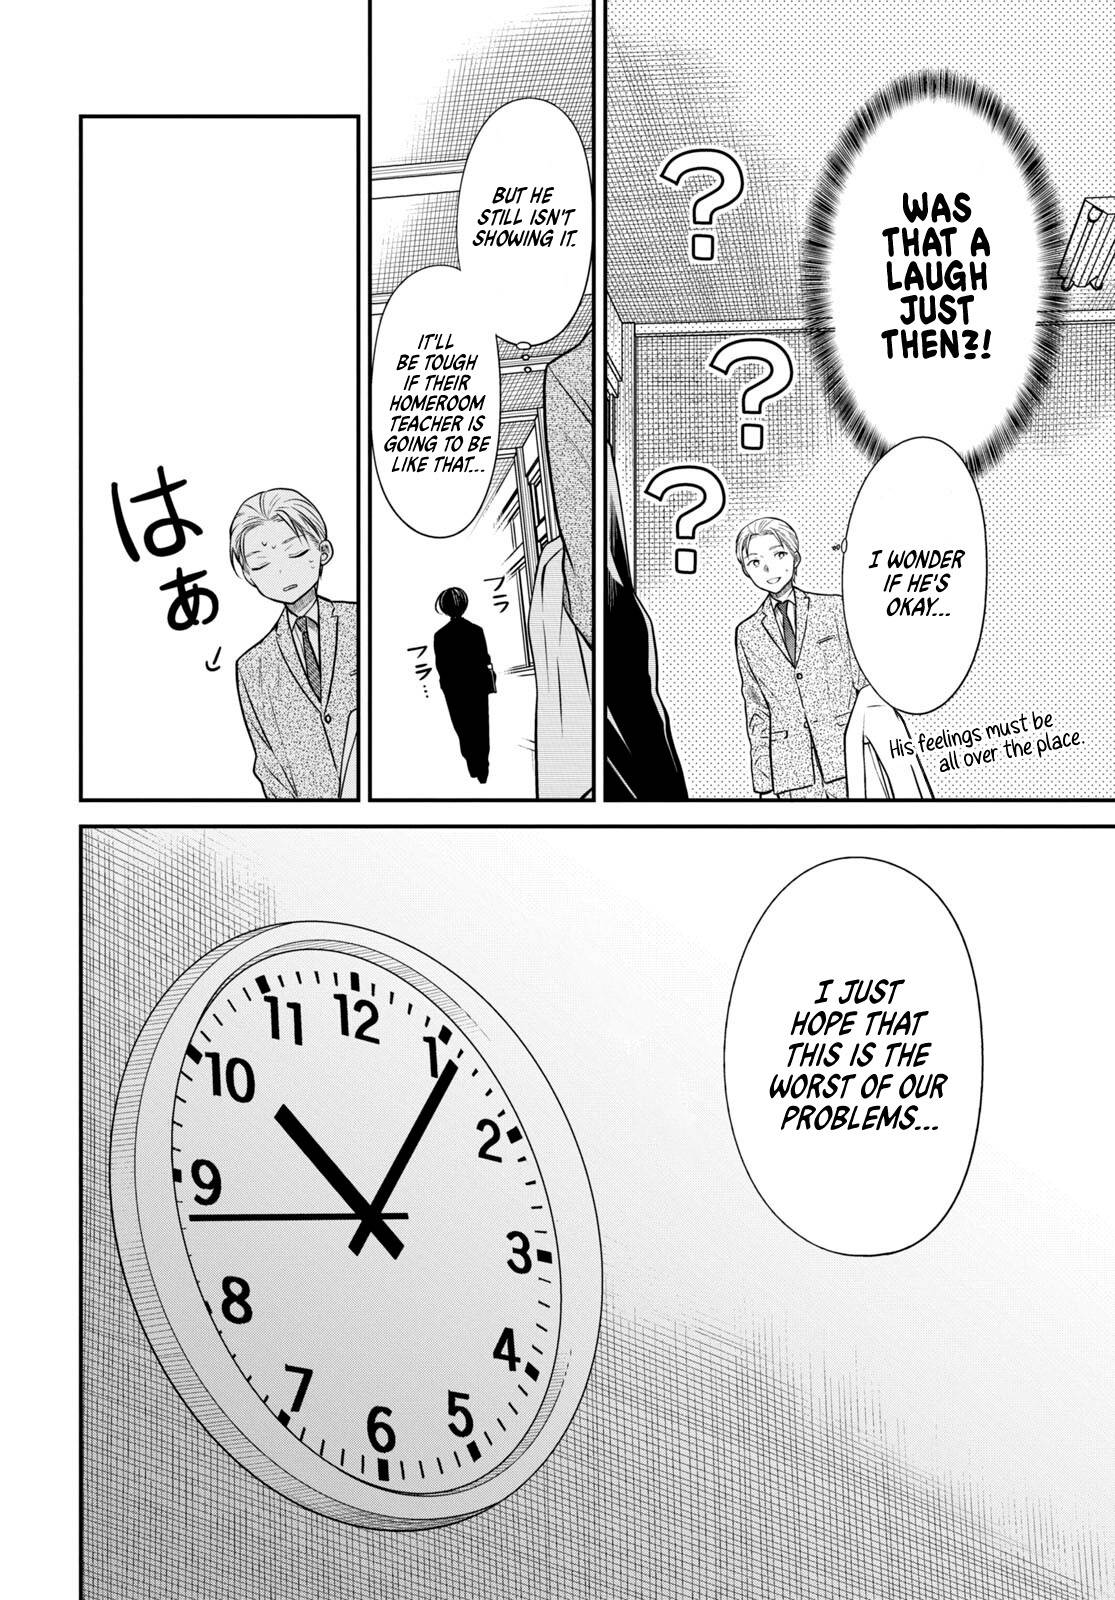 WAS
THAT A
LAUGH
JUST
THEN?!
?
?
?
I WONDER
IF HE'S
OKAY...
His feelings must be
all over the place.
BUT HE
STILL ISN'T
SHOWING IT.
IT'LL
BE TOUGH
IF THEIR
HOMEROOM
TEACHER IS
GOING TO BE
LIKE THAT...
フラ
フラ…
はぁ
I JUST
HOPE THAT
THIS IS THE
WORST OF OUR
PROBLEMS...
12
1
2
3
4
5
6
7
8
9
10
11